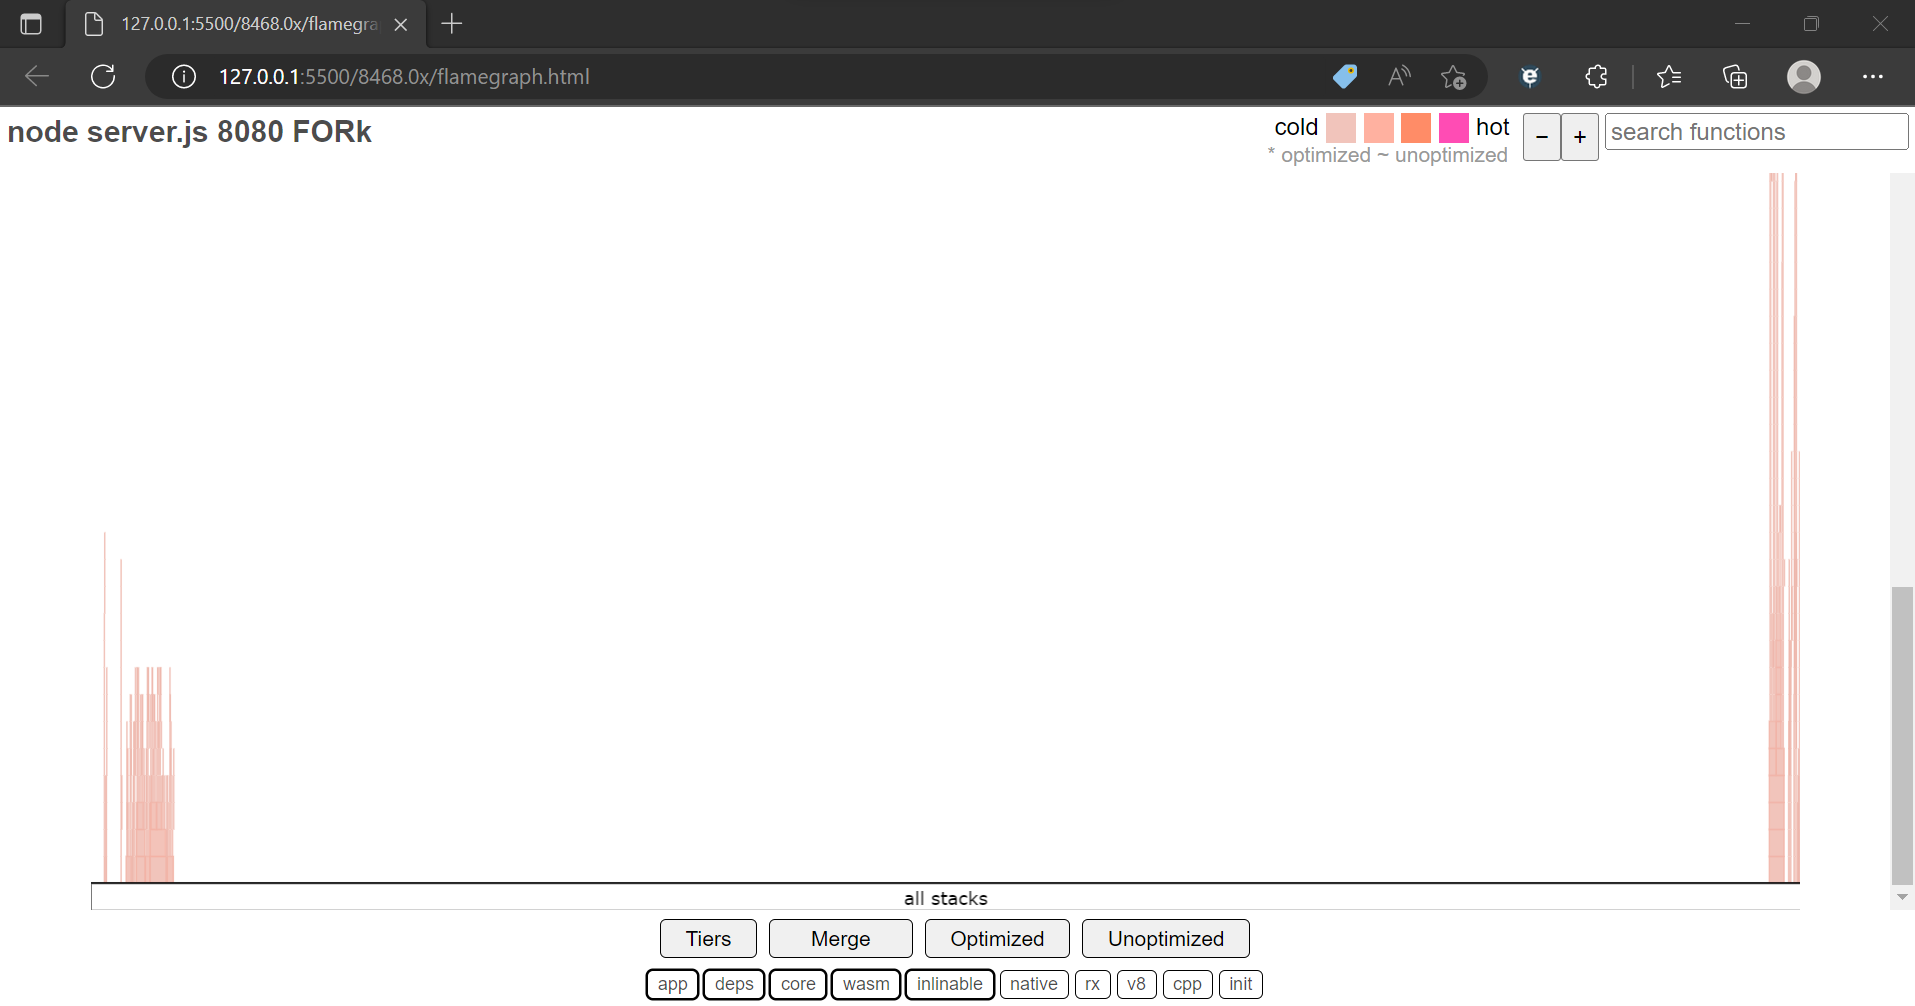 127.0.0.1:5500/8468.0x/flamegra
127.0.0.1:5500/8468.0x/flamegraph.html
node server.js 8080 FORk
cold hot
* optimized ~ unoptimized
− +
search functions
all stacks
Tiers Merge Optimized Unoptimized
app deps core wasm inlinable native rx v8 cpp init